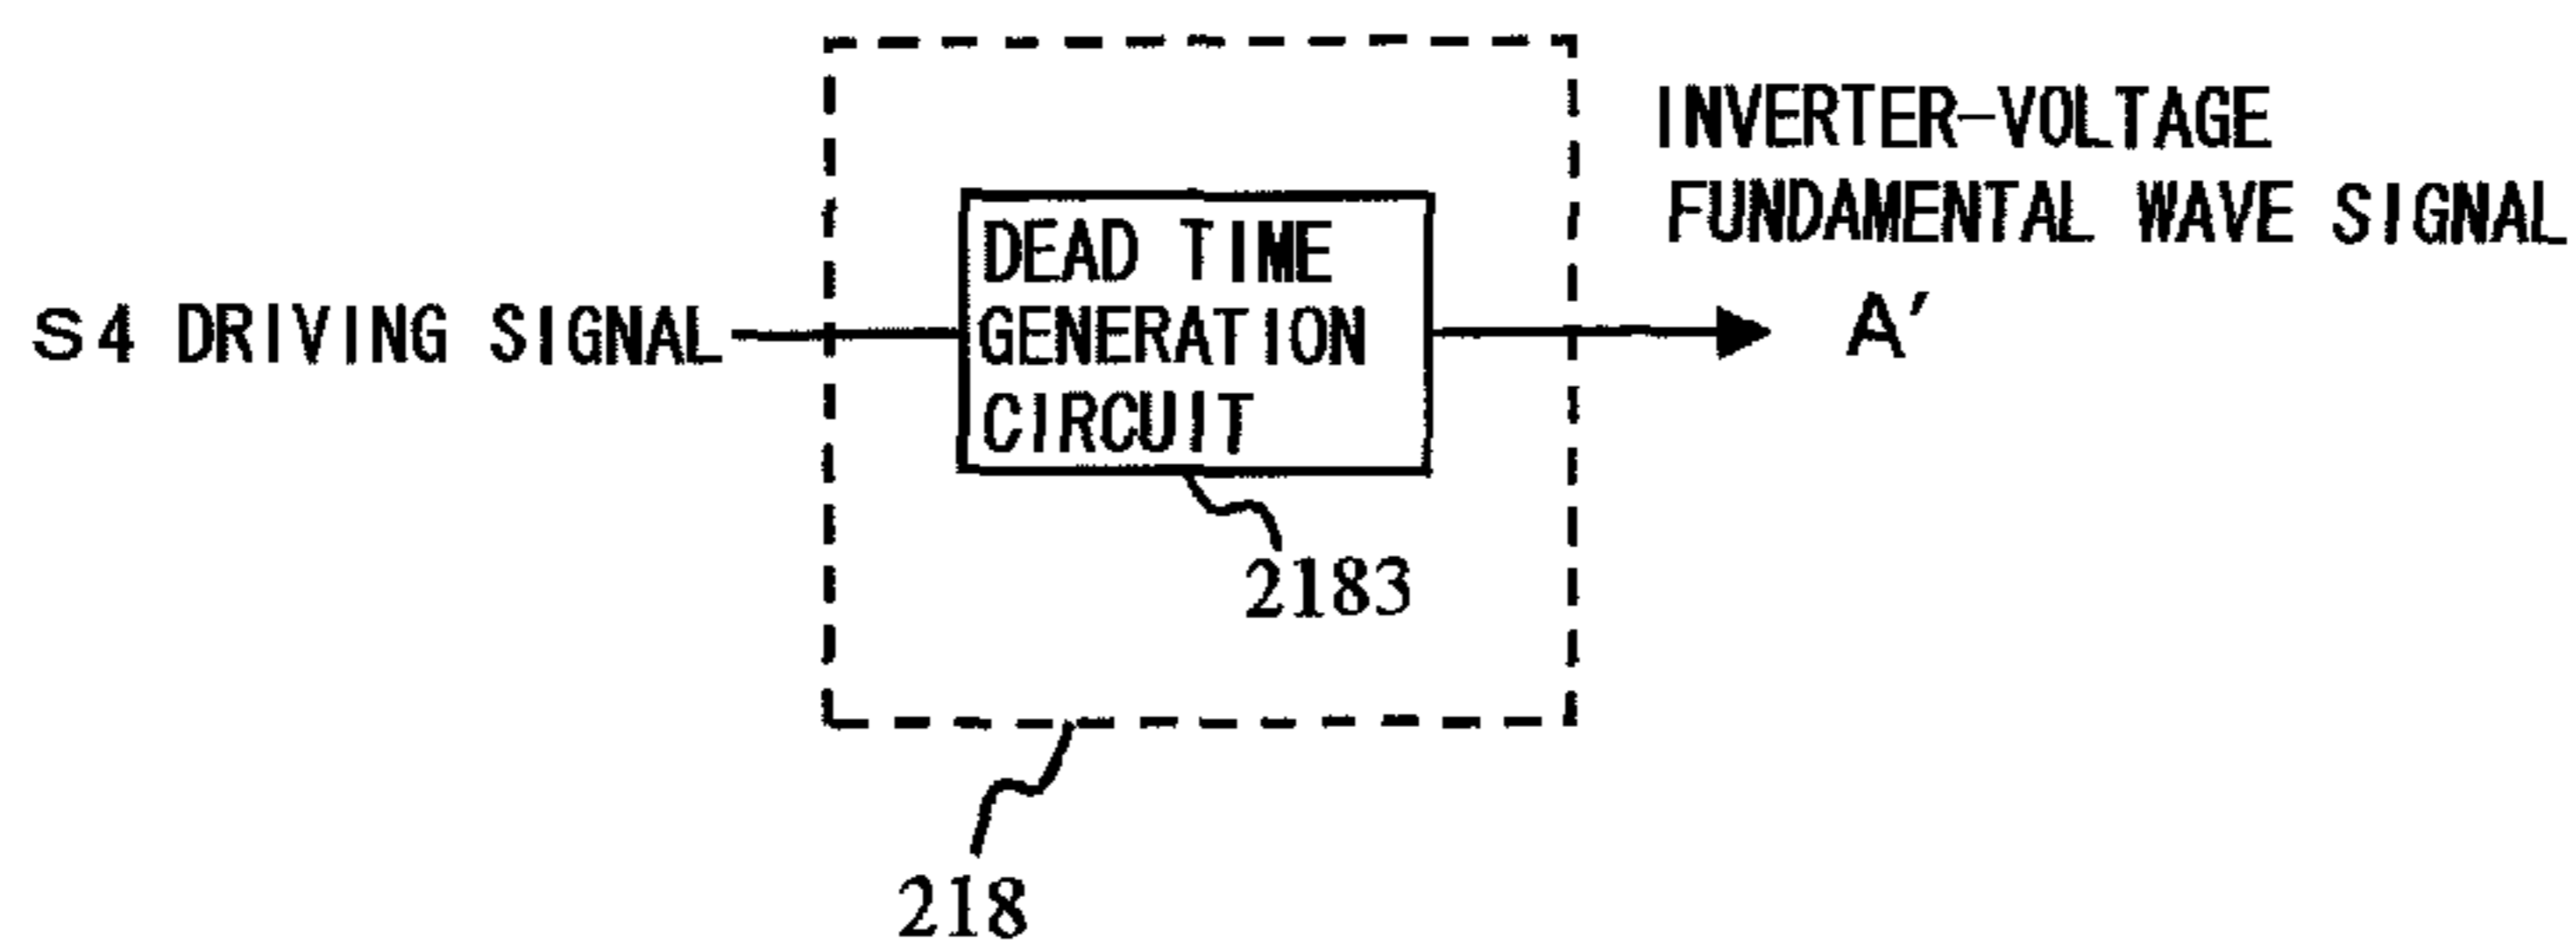 INVERTER-VOLTAGE
FUNDAMENTAL WAVE SIGNAL
S4 DRIVING SIGNAL
DEAD TIME
GENERATION
CIRCUIT
A'
2183
218